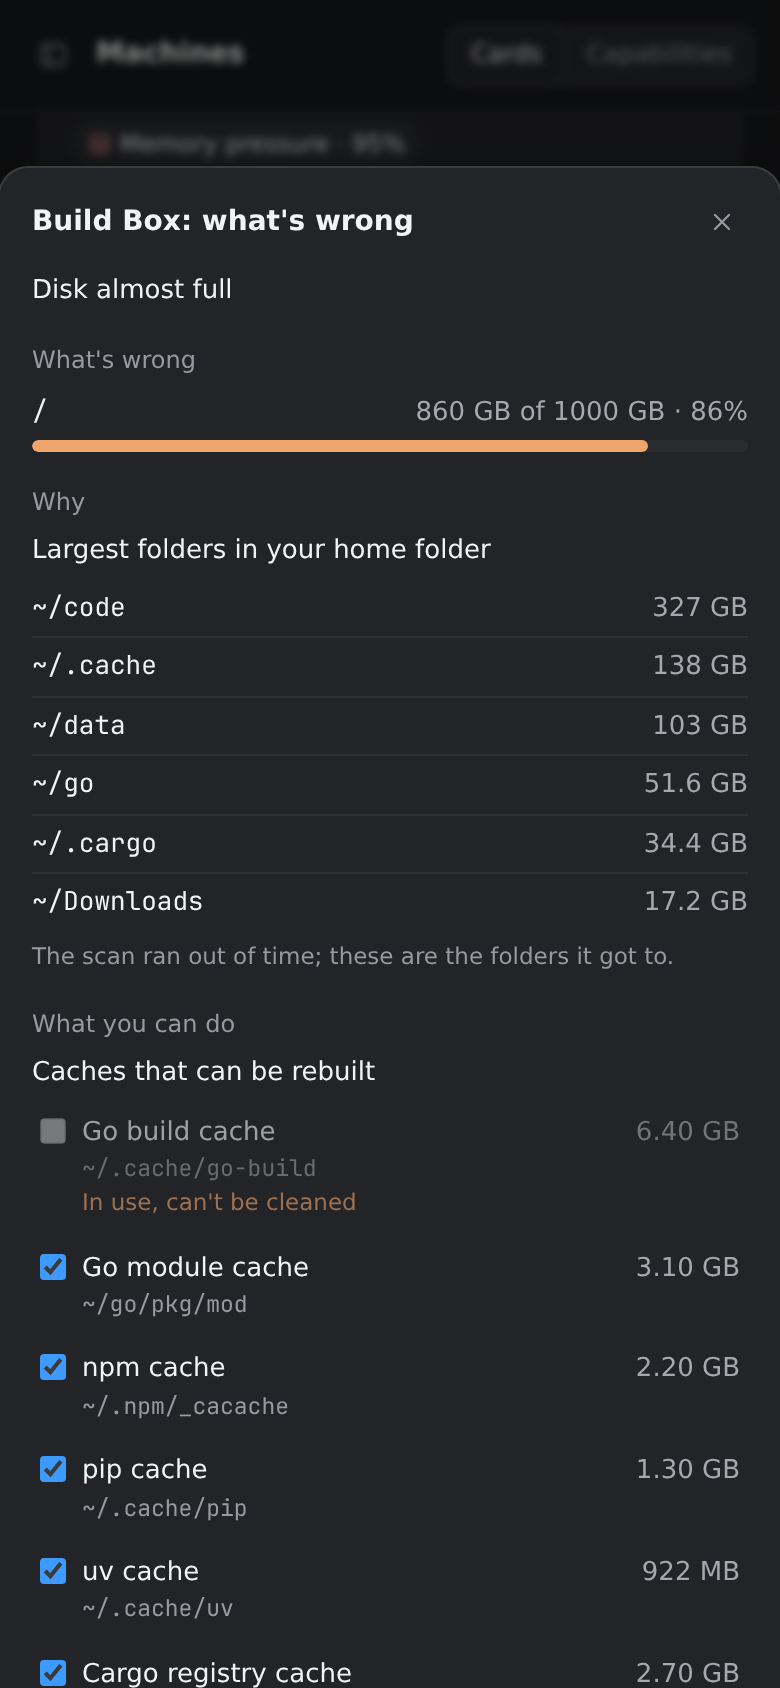 Machines
Cards
Capabilities
Memory pressure · 95%
Build Box: what's wrong
Disk almost full
What's wrong
/
860 GB of 1000 GB · 86%
Why
Largest folders in your home folder
~/code
327 GB
~/.cache
138 GB
~/data
103 GB
~/go
51.6 GB
~/.cargo
34.4 GB
~/Downloads
17.2 GB
The scan ran out of time; these are the folders it got to.
What you can do
Caches that can be rebuilt
Go build cache
6.40 GB
~/.cache/go-build
In use, can't be cleaned
Go module cache
3.10 GB
~/go/pkg/mod
npm cache
2.20 GB
~/.npm/_cacache
pip cache
1.30 GB
~/.cache/pip
uv cache
922 MB
~/.cache/uv
Cargo registry cache
2.70 GB